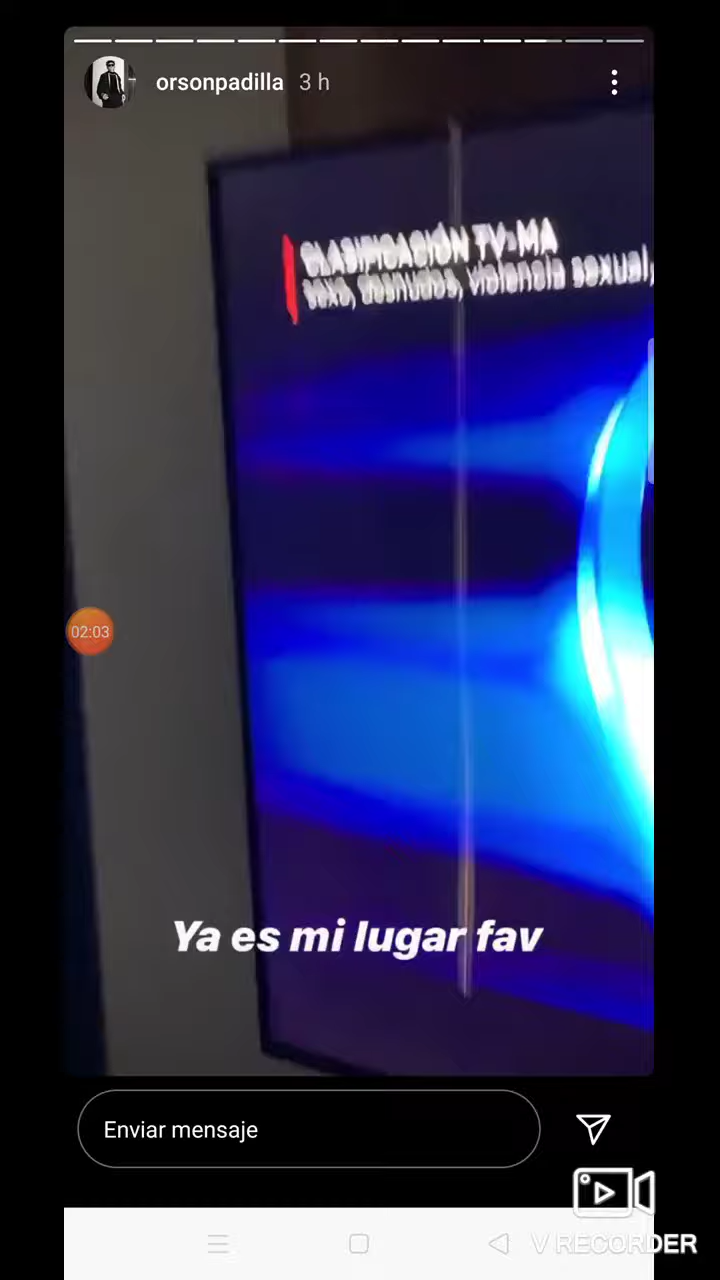 orsonpadilla 3 h
CLASIFICACIÓN TV-MA
sexo, desnudos, violencia sexual,
02:03
Ya es mi lugar fav
Enviar mensaje
V RECORDER